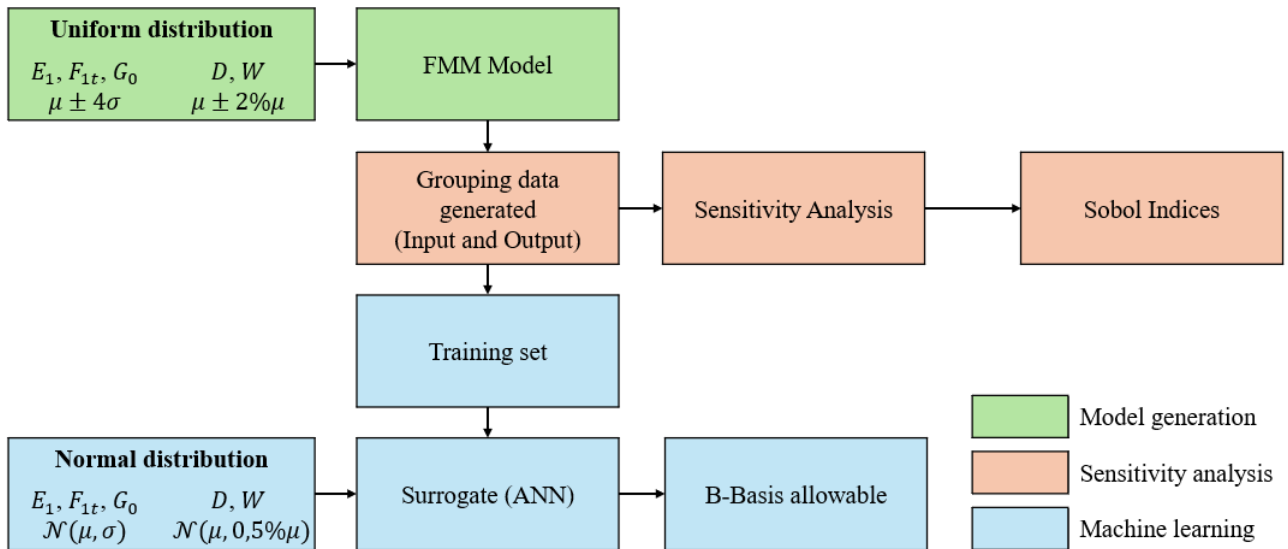 Uniform distribution
E₁, F₁ₜ, G₀ D, W
μ ± 4σ μ ± 2%μ
FMM Model
Grouping data
generated
(Input and Output)
Sensitivity Analysis
Sobol Indices
Training set
Normal distribution
E₁, F₁ₜ, G₀ D, W
𝒩(μ, σ) 𝒩(μ, 0,5%μ)
Surrogate (ANN)
B-Basis allowable
Model generation
Sensitivity analysis
Machine learning